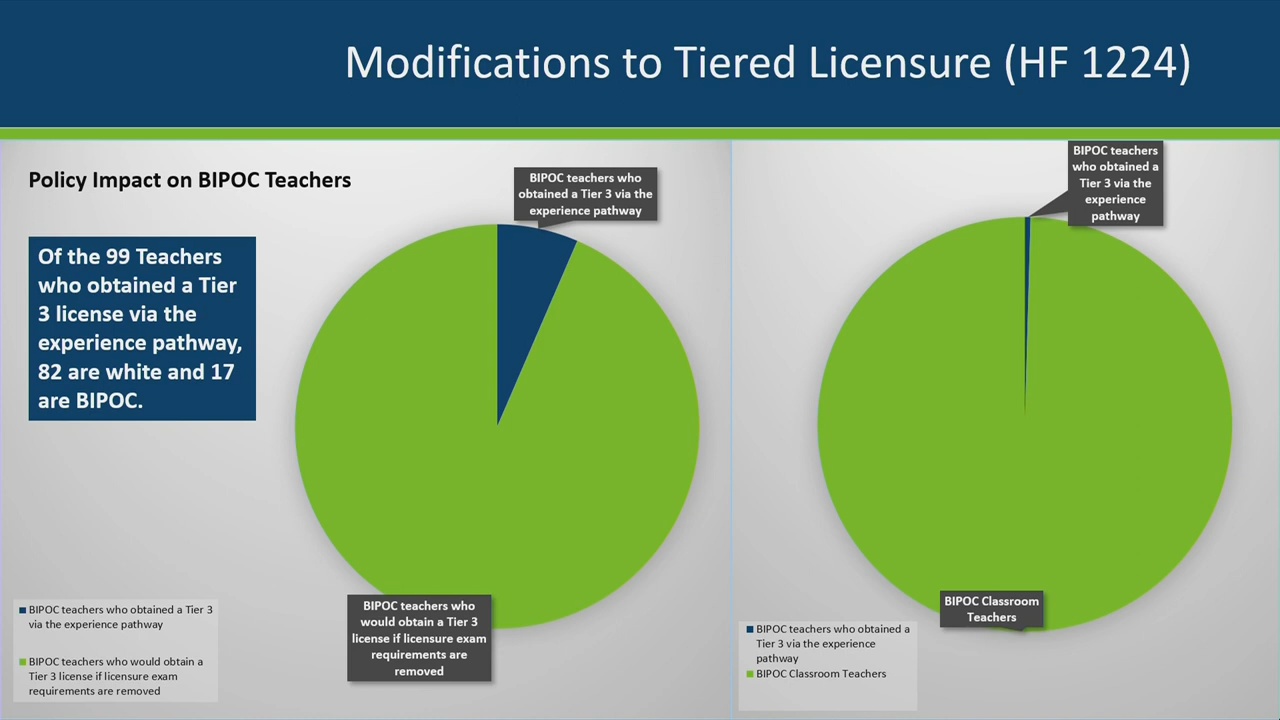 Modifications to Tiered Licensure (HF 1224)
Policy Impact on BIPOC Teachers
Of the 99 Teachers
who obtained a Tier
3 license via the
experience pathway,
82 are white and 17
are BIPOC.
BIPOC teachers who
obtained a Tier 3 via the
experience pathway
BIPOC teachers who
would obtain a Tier 3
license if licensure exam
requirements are
removed
BIPOC teachers who obtained a Tier 3
via the experience pathway
BIPOC teachers who would obtain a
Tier 3 license if licensure exam
requirements are removed
BIPOC teachers
who obtained a
Tier 3 via the
experience
pathway
BIPOC Classroom
Teachers
BIPOC teachers who obtained a
Tier 3 via the experience
pathway
BIPOC Classroom Teachers